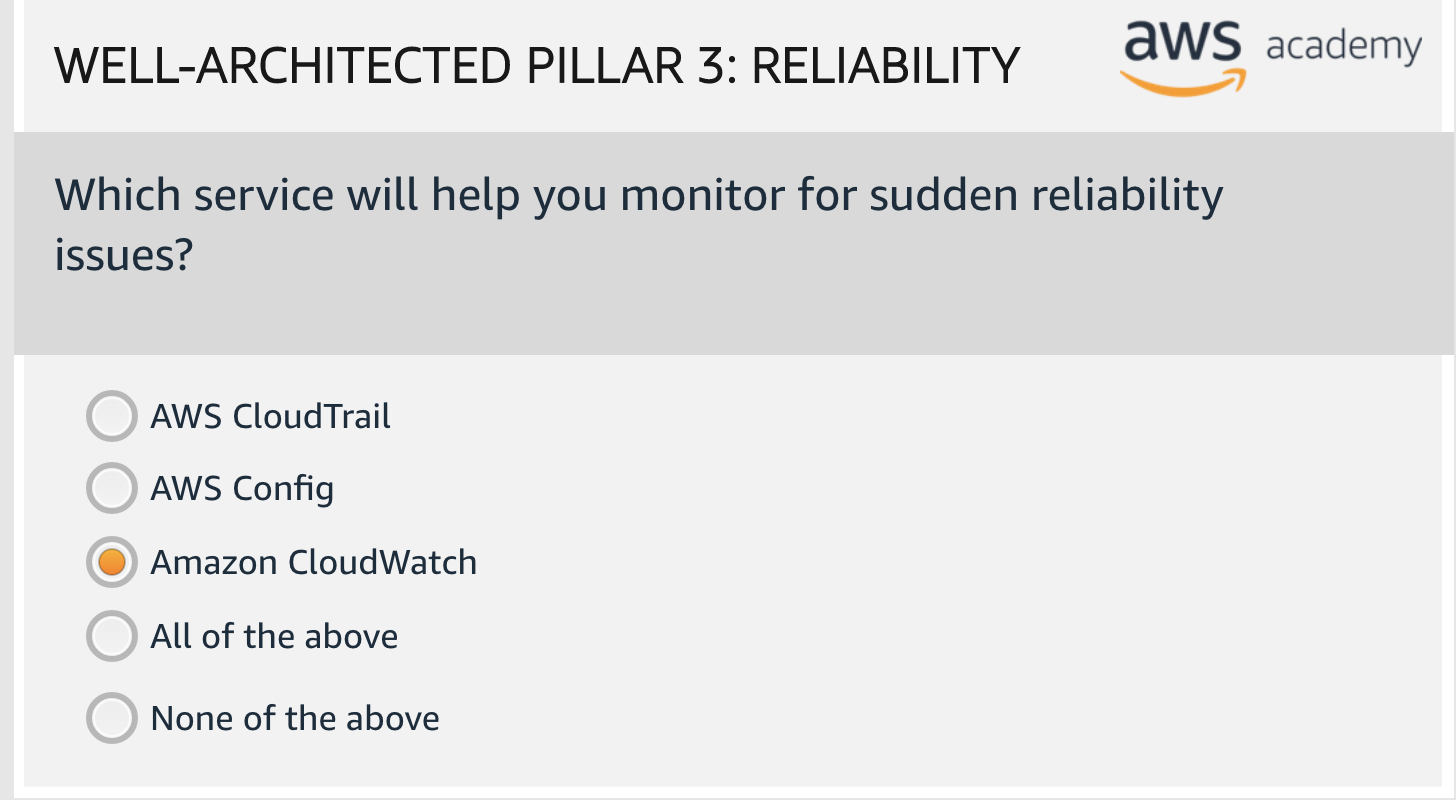 WELL-ARCHITECTED PILLAR 3: RELIABILITY
aws academy
Which service will help you monitor for sudden reliability
issues?
AWS CloudTrail
AWS Config
Amazon CloudWatch
All of the above
None of the above